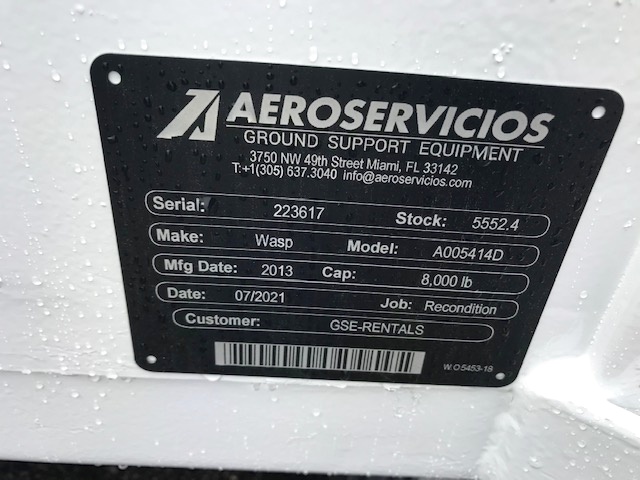 AEROSERVICIOS
GROUND SUPPORT EQUIPMENT
3750 NW 49th Street Miami, FL 33142
T:+1(305) 637.3040 info@aeroservicios.com
Serial: 223617 Stock: 5552.4
Make: Wasp Model: A005414D
Mfg Date: 2013 Cap: 8,000 lb
Date: 07/2021 Job: Recondition
Customer: GSE-RENTALS
W.O 5453-18